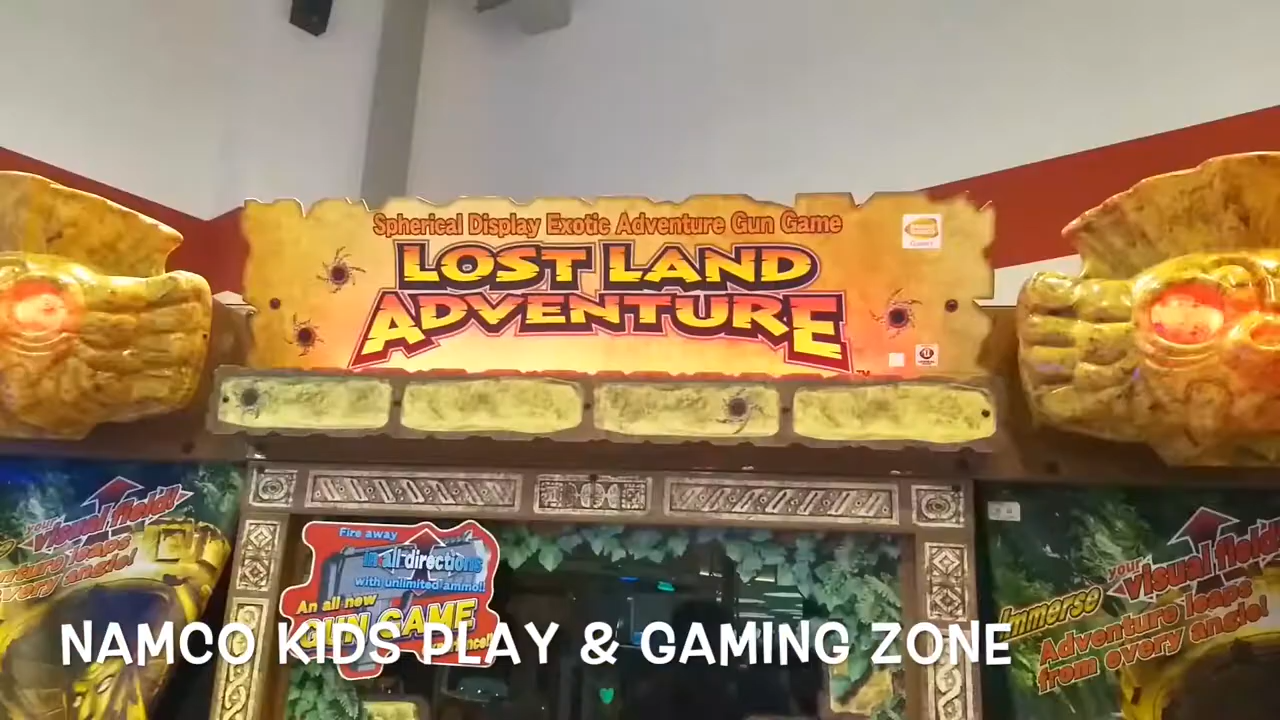 Spherical Display Exotic Adventure Gun Game
LOST LAND
ADVENTURE
TM
Fire away
in all directions
with unlimited ammo!!
An all new
GUN GAME
your
visual field!
Adventure leaps
every angle!
Immerse
your
visual field!
Adventure leaps
from every angle!
NAMCO KIDS PLAY & GAMING ZONE